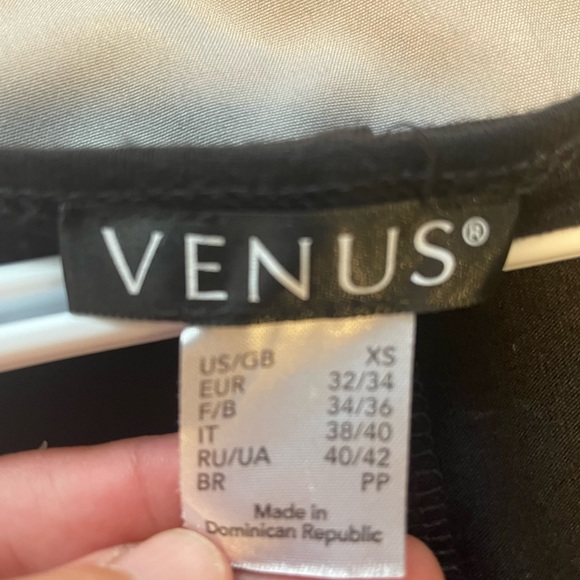 VENUS®
US/GB XS
EUR 32/34
F/B 34/36
IT 38/40
RU/UA 40/42
BR PP
Made in
Dominican Republic